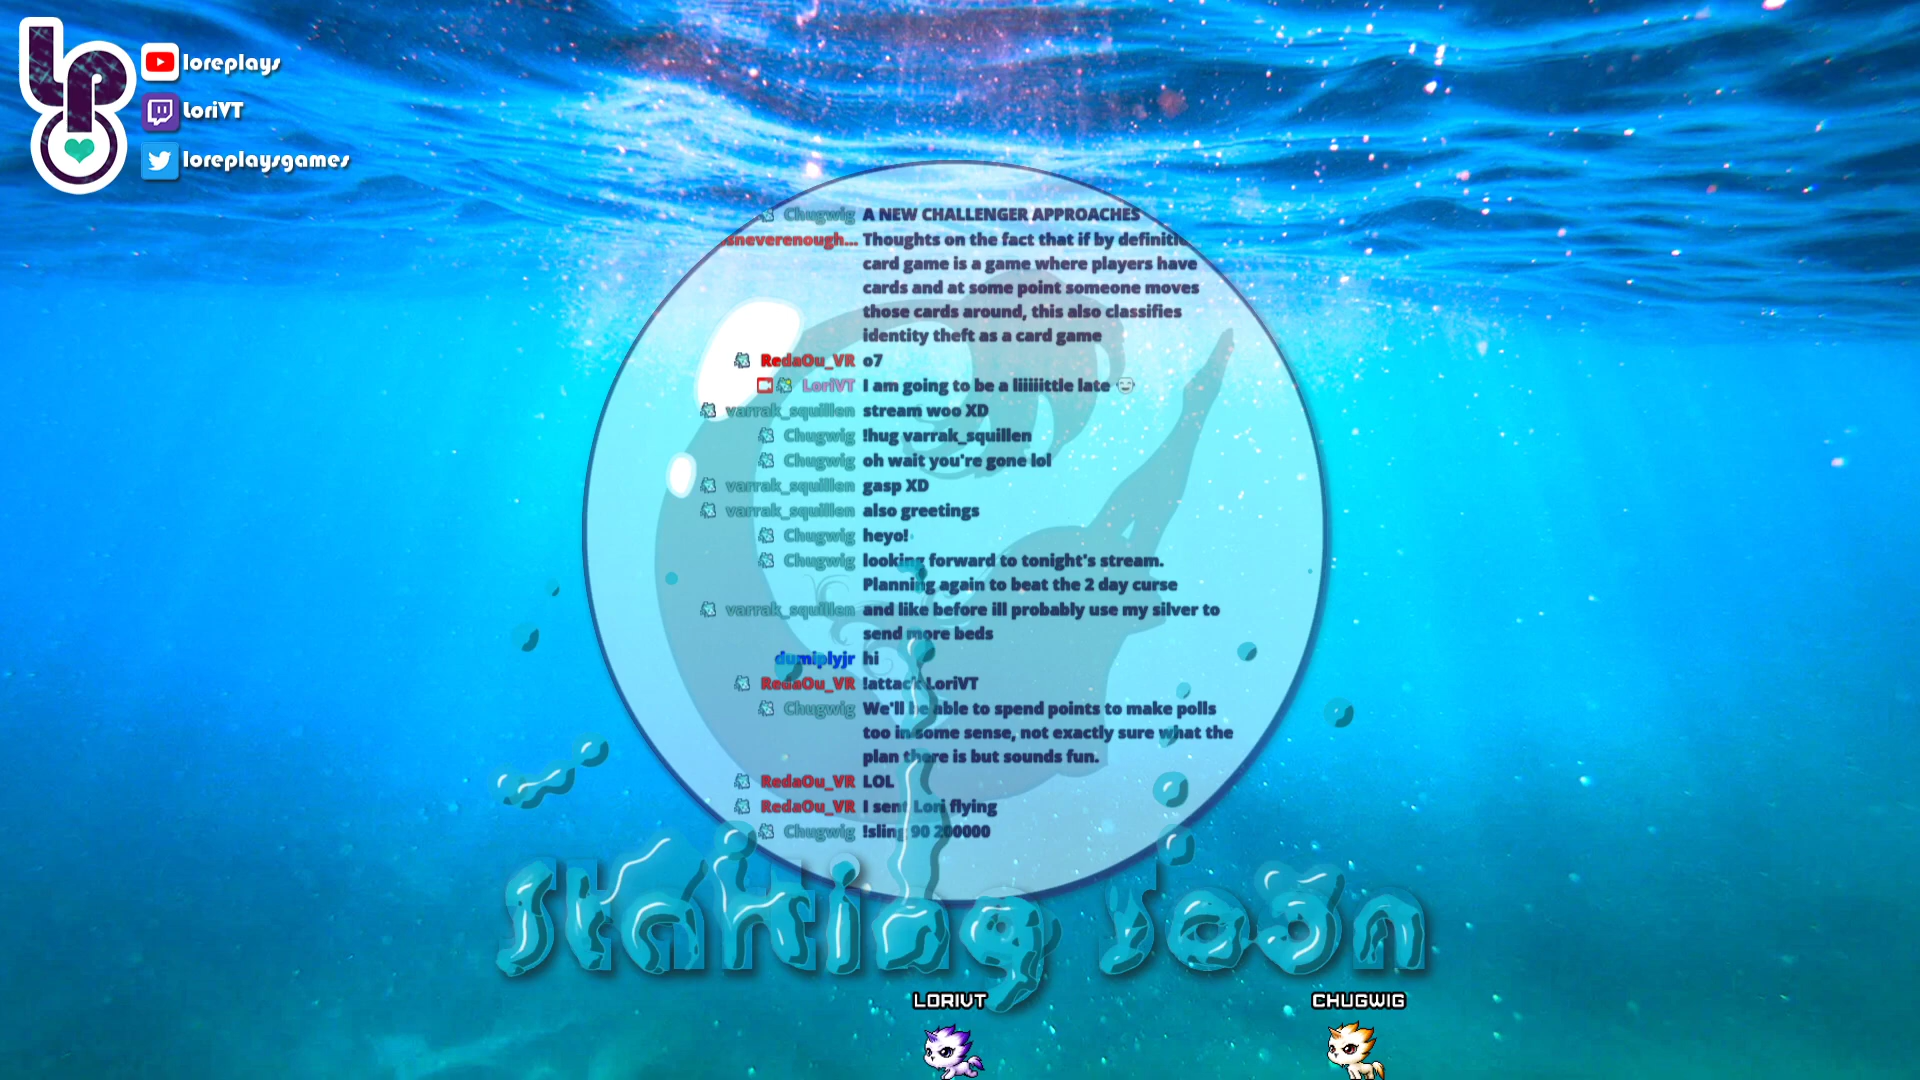 loreplays
LoriVT
loreplaysgames
Chugwig A NEW CHALLENGER APPROACHES
sneverenough... Thoughts on the fact that if by
card game is a game where players have
cards and at some point someone moves
those cards around, this also classifies
identity theft as a card game
RedaOu_VR o7
LoriVT I am going to be a liiiiittle late
varrak_squillen stream woo XD
Chugwig !hug varrak_squillen
Chugwig oh wait you're gone lol
varrak_squillen gasp XD
varrak_squillen also greetings
Chugwig heyo!
Chugwig looking forward to tonight's stream.
Planning again to beat the 2 day curse
varrak_squillen and like before ill probably use my silver to
send more beds
dumiplyjr hi
RedaOu_VR !attack LoriVT
Chugwig We'll be able to spend points to make polls
too in some sense, not exactly sure what the
plan there is but sounds fun.
RedaOu_VR LOL
RedaOu_VR I sent Lori flying
Chugwig !sling 90 200000
Starting Soon
LORIVT
CHUGWIG